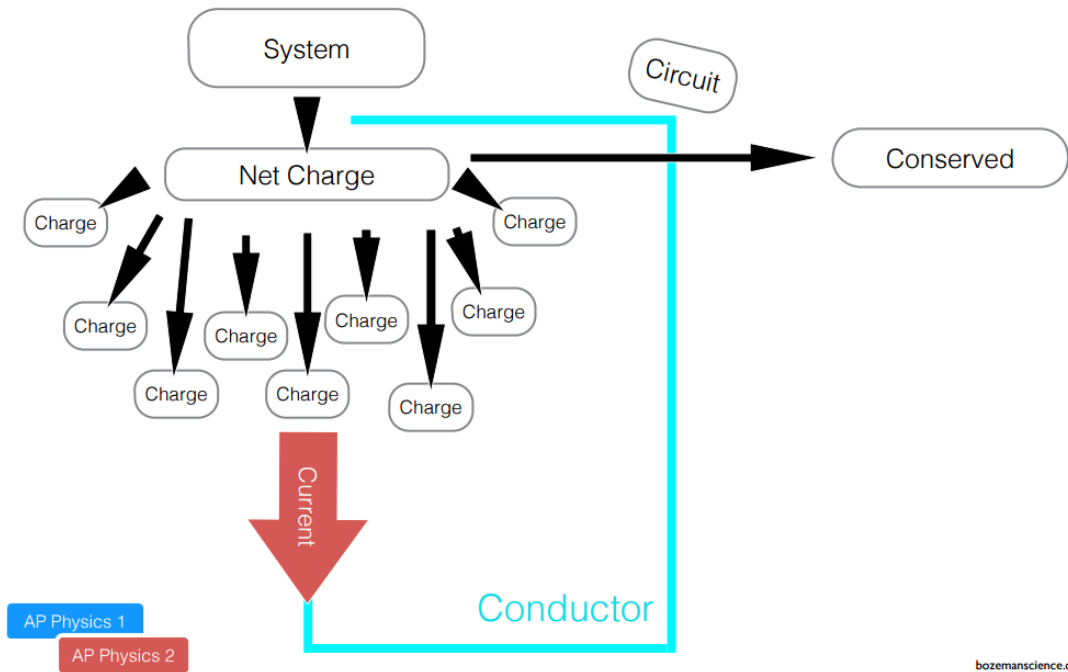 System
Circuit
Net Charge
Conserved
Charge
Charge
Charge
Charge
Charge
Charge
Charge
Charge
Charge
Current
Conductor
AP Physics 1
AP Physics 2
bozemanscience.c